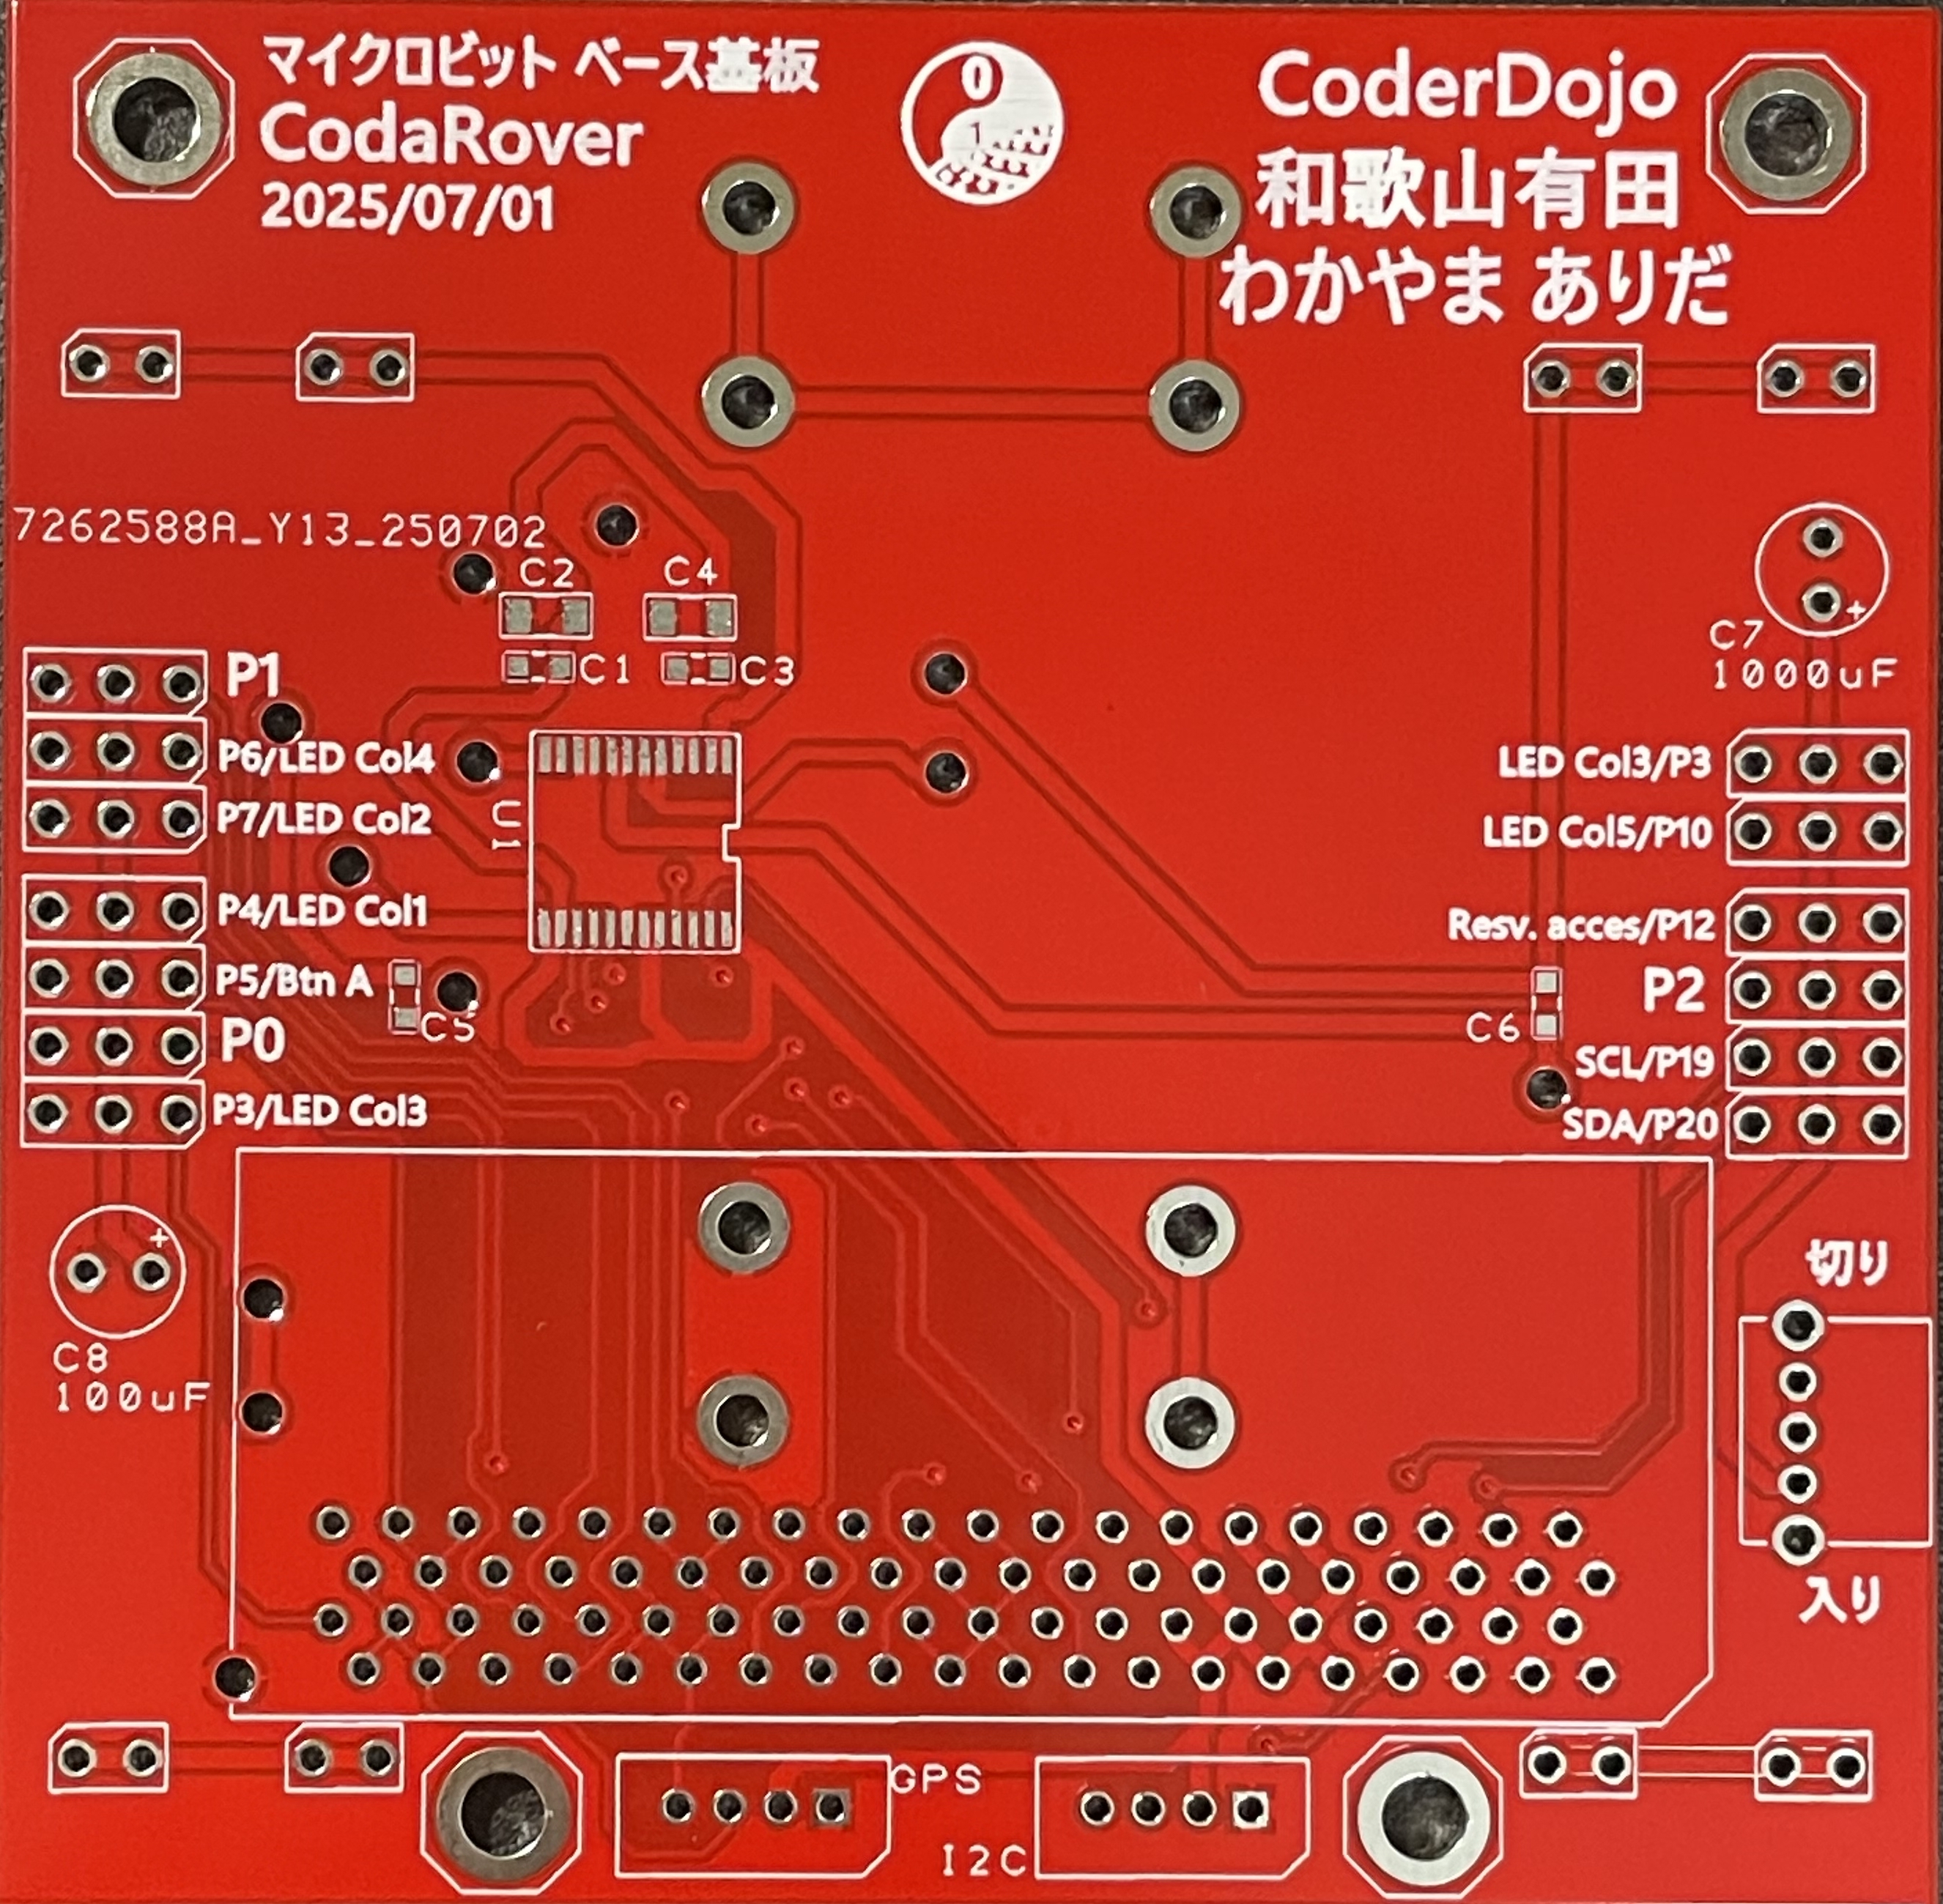 マイクロビット ベース基板
CodaRover
2025/07/01
0
1
CoderDojo
和歌山有田
わかやま ありだ
7262588A_Y13_250702
C2
C4
C1
C3
C7
+
1000uF
P1
P6/LED Col4
P7/LED Col2
P4/LED Col1
P5/Btn A
P0
P3/LED Col3
U1
C5
LED Col3/P3
LED Col5/P10
Resv. acces/P12
P2
C6
SCL/P19
SDA/P20
+
C8
100uF
切り
入り
GPS
I2C